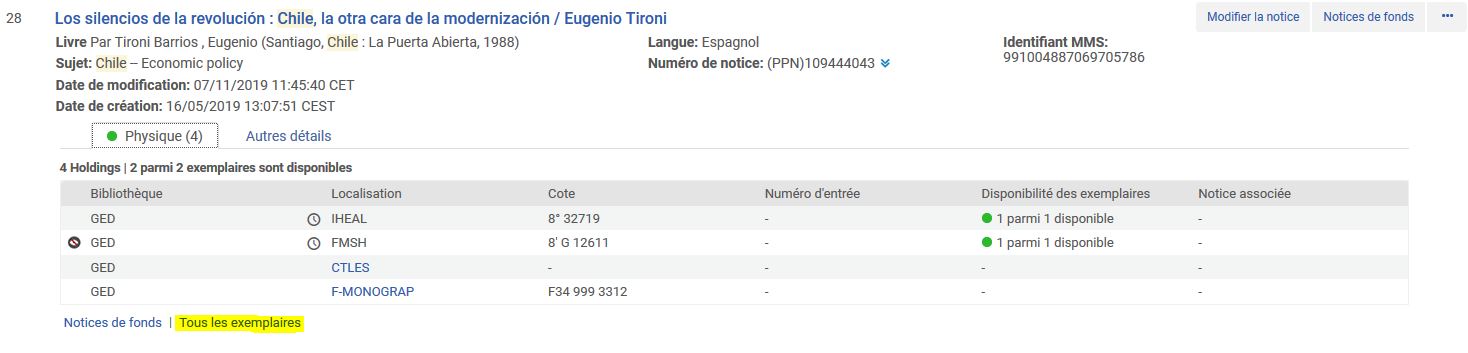 28 Los silencios de la revolución : Chile, la otra cara de la modernización / Eugenio Tironi Modifier la notice Notices de fonds •••
Livre Par Tironi Barrios , Eugenio (Santiago, Chile : La Puerta Abierta, 1988) Langue: Espagnol Identifiant MMS:
Sujet: Chile -- Economic policy Numéro de notice: (PPN)109444043 991004887069705786
Date de modification: 07/11/2019 11:45:40 CET
Date de création: 16/05/2019 13:07:51 CEST
Physique (4) Autres détails
4 Holdings | 2 parmi 2 exemplaires sont disponibles
Bibliothèque Localisation Cote Numéro d'entrée Disponibilité des exemplaires Notice associée
GED IHEAL 8° 32719 - 1 parmi 1 disponible -
GED FMSH 8' G 12611 - 1 parmi 1 disponible -
GED CTLES - - - -
GED F-MONOGRAP F34 999 3312 - - -
Notices de fonds | Tous les exemplaires